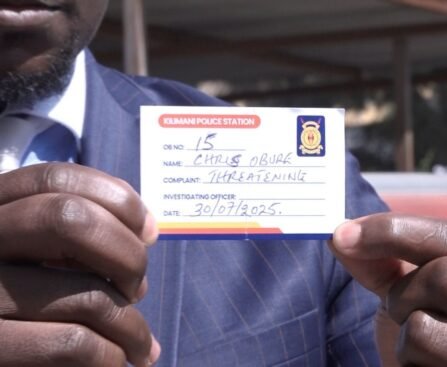 KILIMANI POLICE STATION
OB NO: 15
NAME: CHRIS OBURE
COMPLAINT: THREATENING
INVESTIGATING OFFICER:
DATE: 30/07/2025.